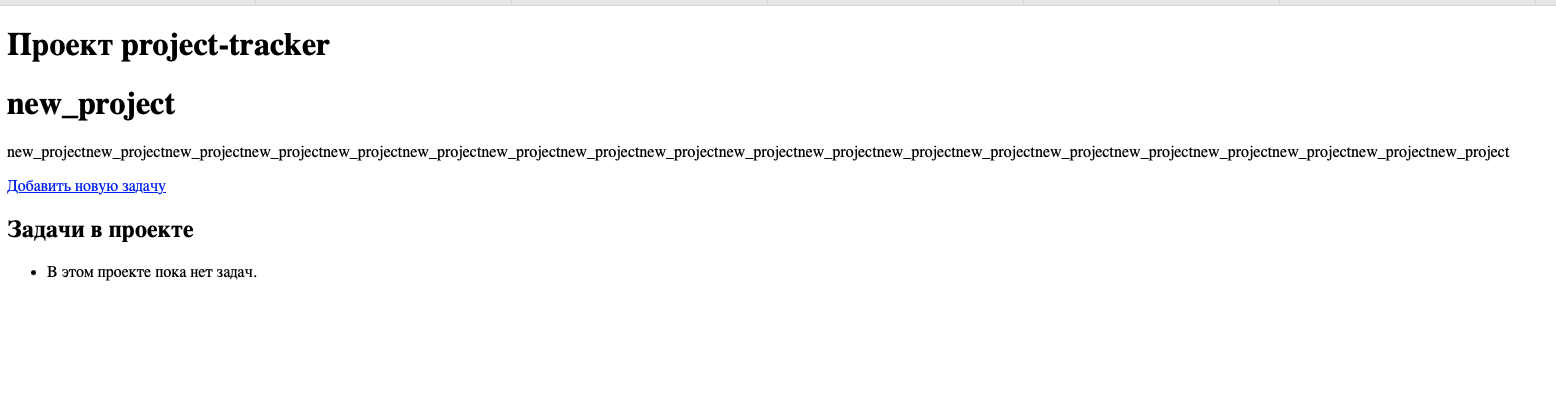 Проект project-tracker
new_project
new_projectnew_projectnew_projectnew_projectnew_projectnew_projectnew_projectnew_projectnew_projectnew_projectnew_projectnew_projectnew_projectnew_projectnew_projectnew_projectnew_projectnew_projectnew_project
Добавить новую задачу
Задачи в проекте
• В этом проекте пока нет задач.